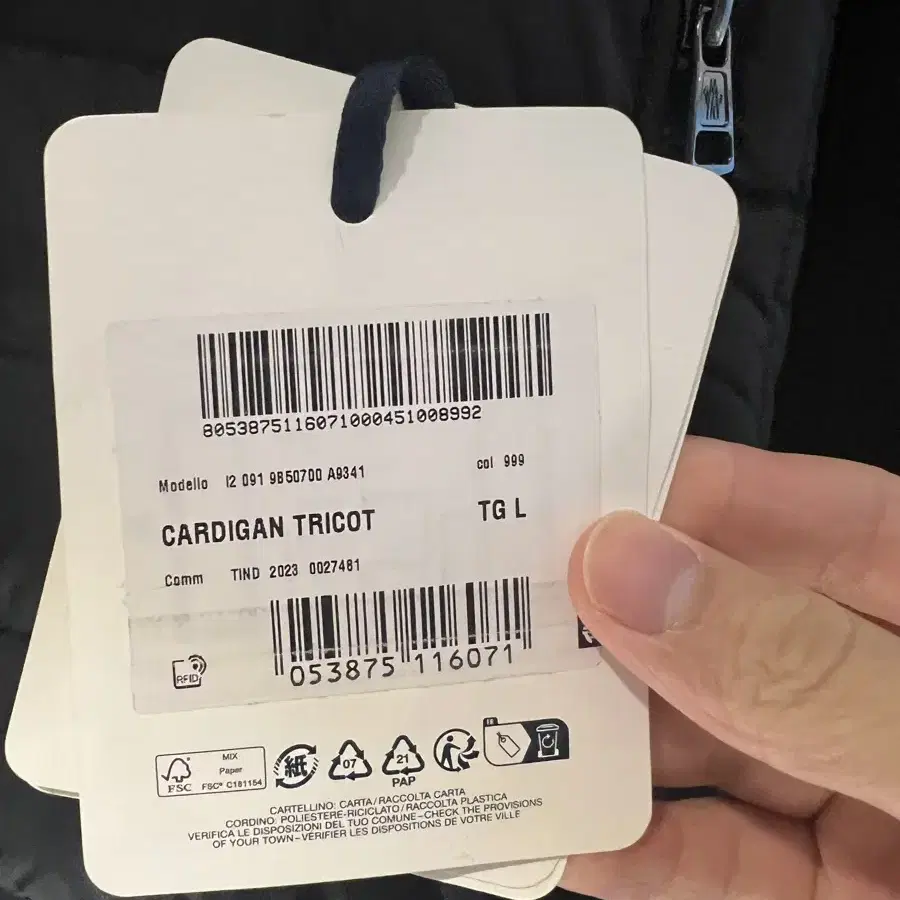 8053875116071000451008992
Modello I2 091 9B50700 A9341 col 999
CARDIGAN TRICOT TG L
Comm TIND 2023 0027481
053875 116071
RFID
FSC
MIX
Paper
FSC® C181154
紙
07
21
PAP
FR
CARTELLINO: CARTA/RACCOLTA CARTA
CORDINO: POLIESTERE-RICICLATO/RACCOLTA PLASTICA
VERIFICA LE DISPOSIZIONI DEL TUO COMUNE-CHECK THE PROVISIONS
OF YOUR TOWN-VÉRIFIER LES DISPOSITIONS DE VOTRE VILLE